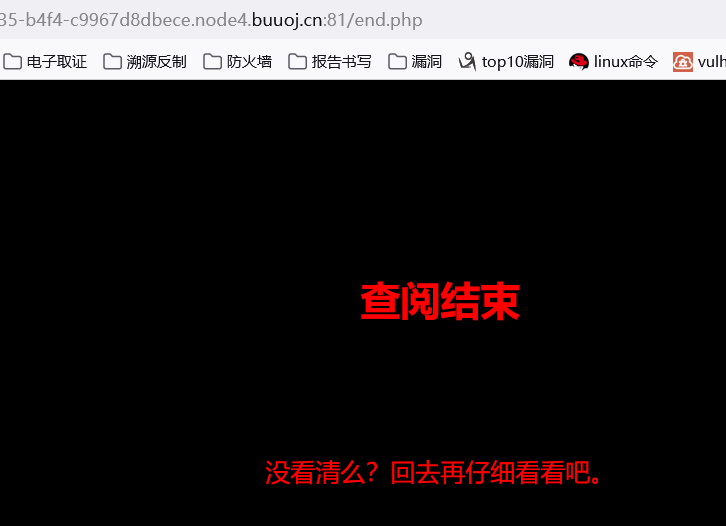 35-b4f4-c9967d8dbece.node4.buuoj.cn:81/end.php
电子取证 溯源反制 防火墙 报告书写 漏洞 top10漏洞 linux命令 vulh
查阅结束
没看清么？回去再仔细看看吧。